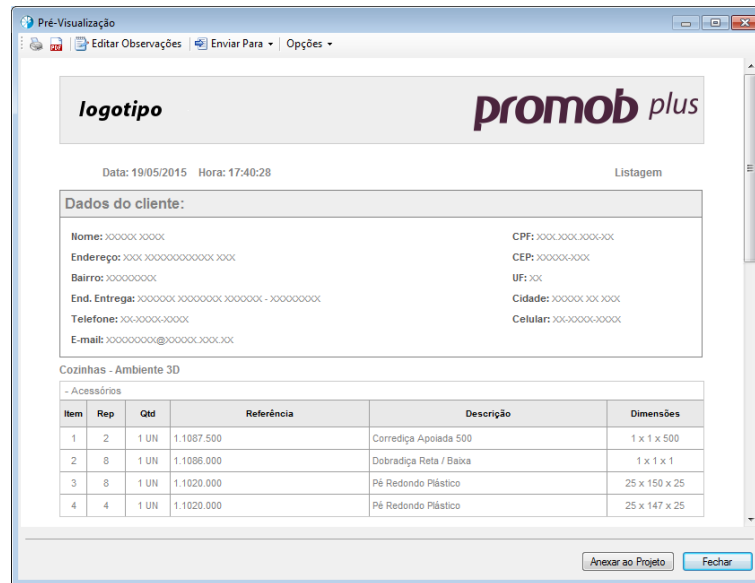 Pré-Visualização
Editar Observações Enviar Para Opções
logotipo
promob plus
Data: 19/05/2015 Hora: 17:40:28 Listagem
Dados do cliente:
Nome: XXXXX XXXX CPF: XXX.XXX.XXX-XX
Endereço: XXX XXXXXXXXXXX XXX CEP: XXXXX-XXX
Bairro: XXXXXXXX UF: XX
End. Entrega: XXXXXX XXXXXXX XXXXXX - XXXXXXXX Cidade: XXXXX XX XXX
Telefone: XX-XXXX-XXXX Celular: XX-XXXX-XXXX
E-mail: XXXXXXXX@XXXXX.XXX.XX
Cozinhas - Ambiente 3D
- Acessórios
Item Rep Qtd Referência Descrição Dimensões
1 2 1 UN 1.1087.500 Corrediça Apoiada 500 1 x 1 x 500
2 8 1 UN 1.1086.000 Dobradiça Reta / Baixa 1 x 1 x 1
3 8 1 UN 1.1020.000 Pé Redondo Plástico 25 x 150 x 25
4 4 1 UN 1.1020.000 Pé Redondo Plástico 25 x 147 x 25
Anexar ao Projeto Fechar